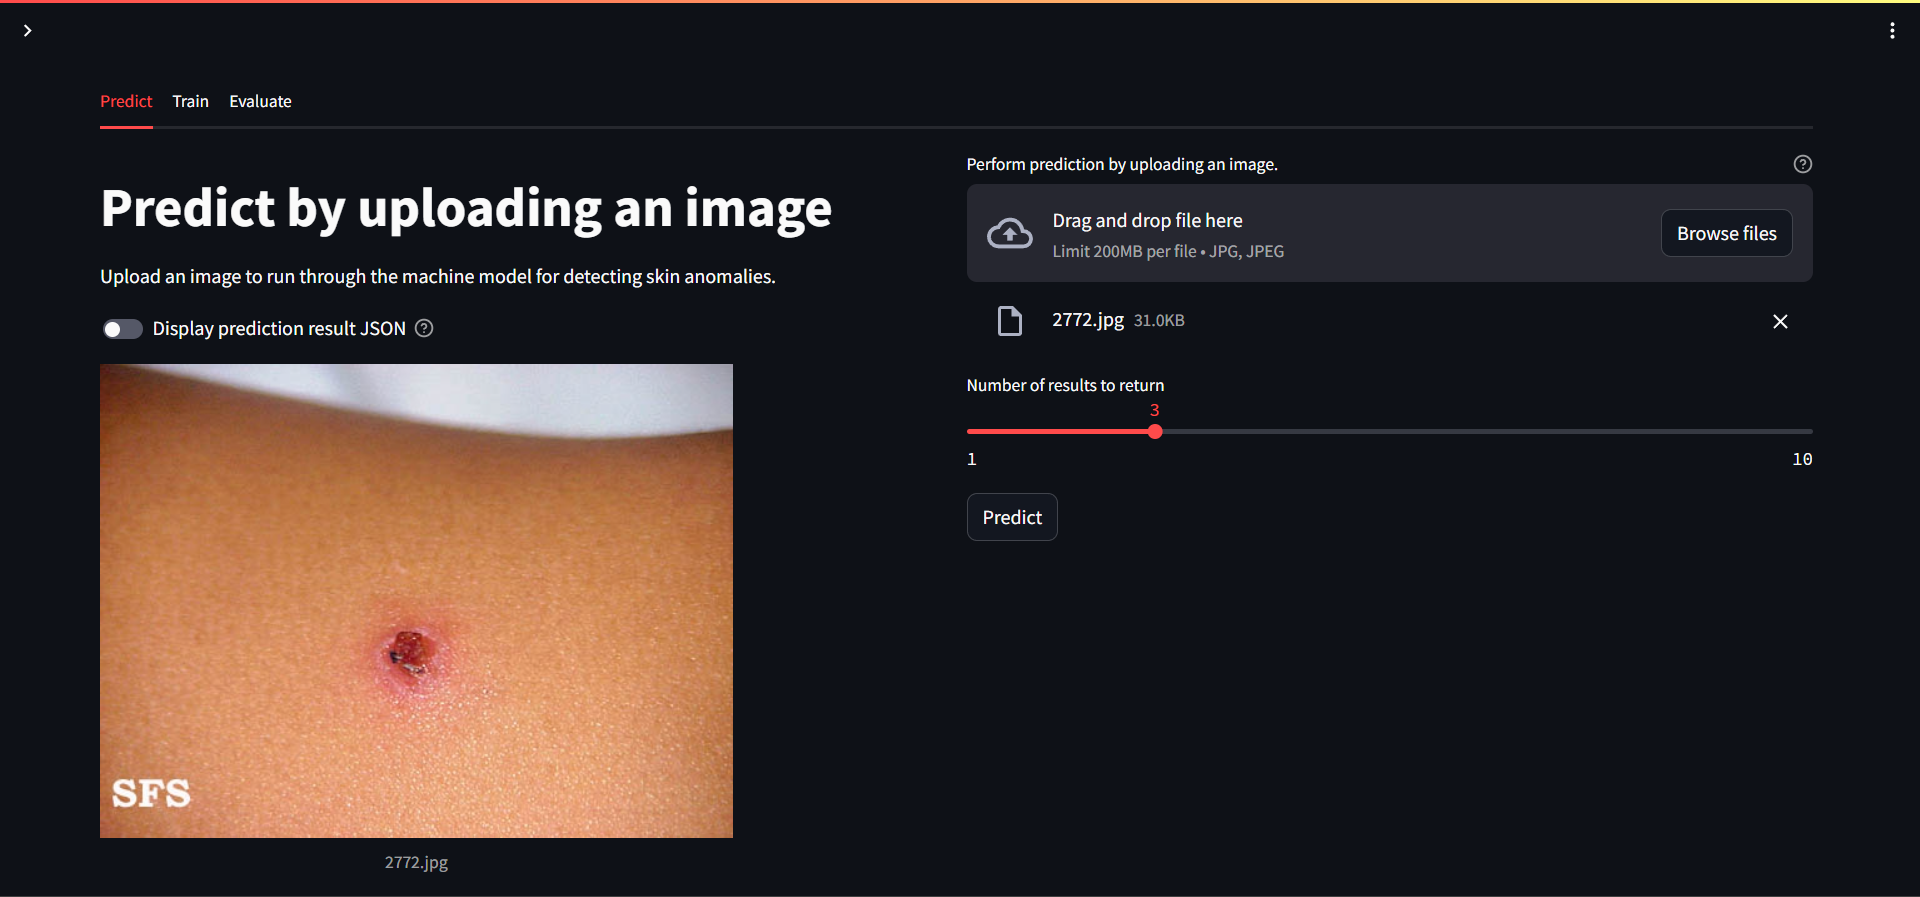 Predict Train Evaluate
Predict by uploading an image
Upload an image to run through the machine model for detecting skin anomalies.
Display prediction result JSON
SFS
2772.jpg
Perform prediction by uploading an image.
Drag and drop file here
Limit 200MB per file • JPG, JPEG
Browse files
2772.jpg 31.0KB
Number of results to return
3
1 10
Predict